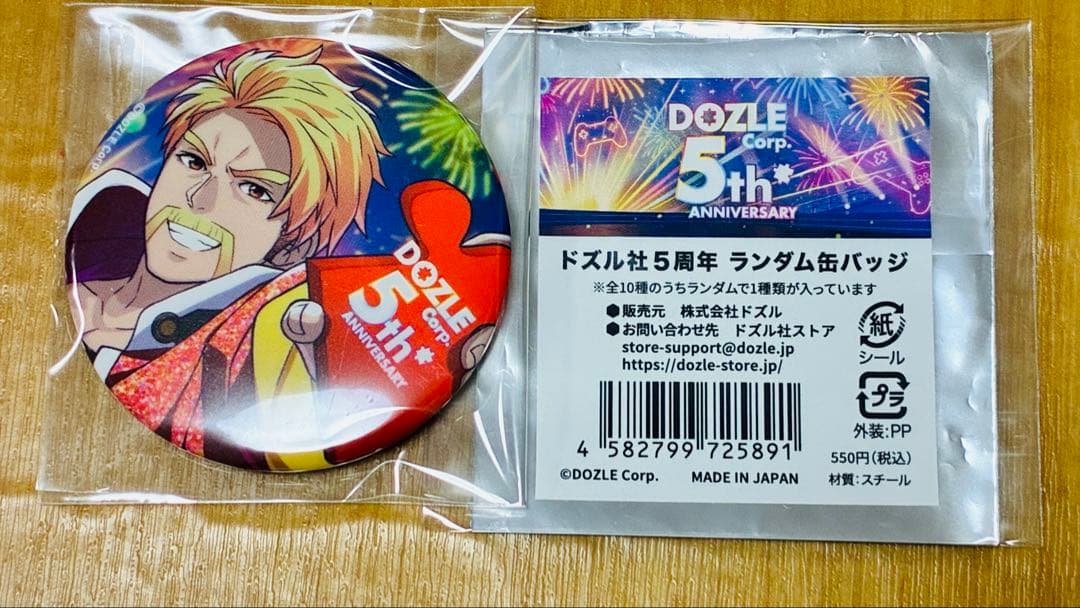 ©DOZLE Corp.
DOZLE
Corp.
5th*
ANNIVERSARY
DOZLE
Corp.
5th*
ANNIVERSARY
ドズル社5周年 ランダム缶バッジ
※全10種のうちランダムで1種類が入っています
●販売元 株式会社ドズル
●お問い合わせ先 ドズル社ストア
store-support@dozle.jp
https://dozle-store.jp/
紙
シール
プラ
外装:PP
4 582799 725891
550円(税込)
©DOZLE Corp. MADE IN JAPAN
材質:スチール